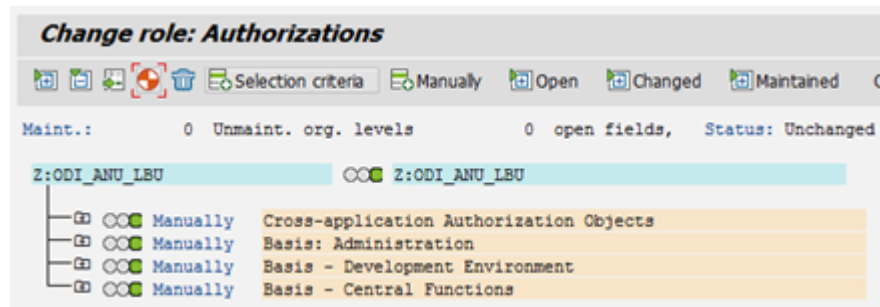 Change role: Authorizations
Selection criteria Manually Open Changed Maintained
Maint.: 0 Unmaint. org. levels 0 open fields, Status: Unchanged
Z:ODI_ANU_LBU Z:ODI_ANU_LBU
Manually Cross-application Authorization Objects
Manually Basis: Administration
Manually Basis - Development Environment
Manually Basis - Central Functions